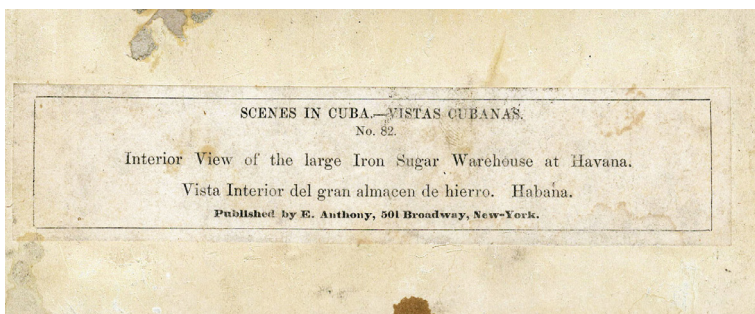 SCENES IN CUBA.—VISTAS CUBANAS.
No. 82.
Interior View of the large Iron Sugar Warehouse at Havana.
Vista Interior del gran almacen de hierro. Habana.
Published by E. Anthony, 501 Broadway, New-York.